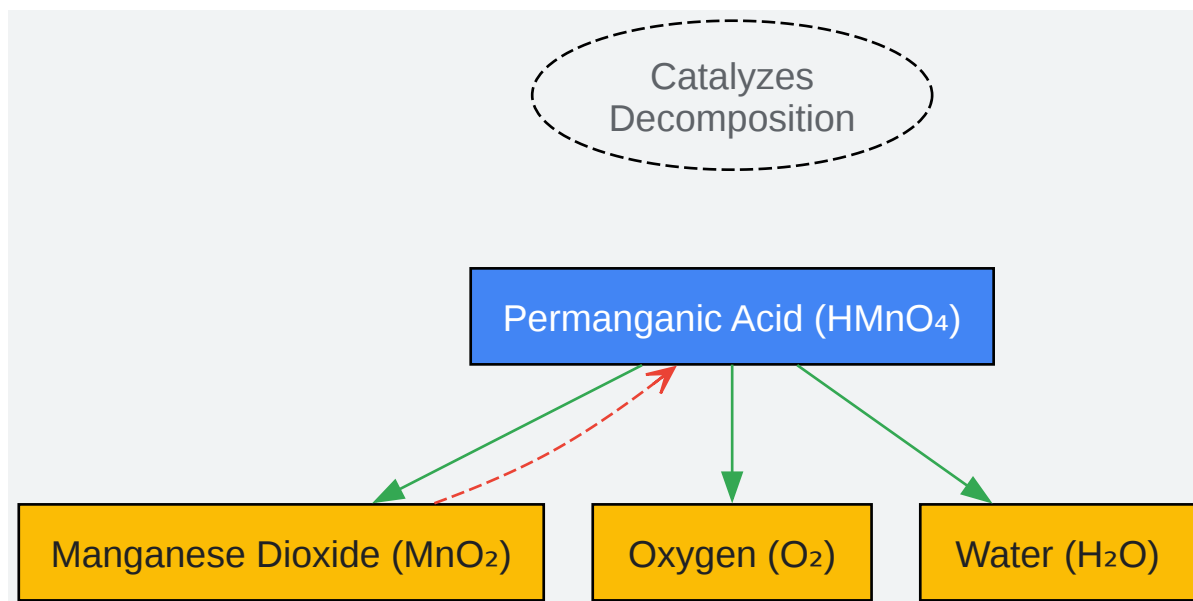 Catalyzes
Decomposition
Permanganic Acid (HMnO₄)
Manganese Dioxide (MnO₂)
Oxygen (O₂)
Water (H₂O)